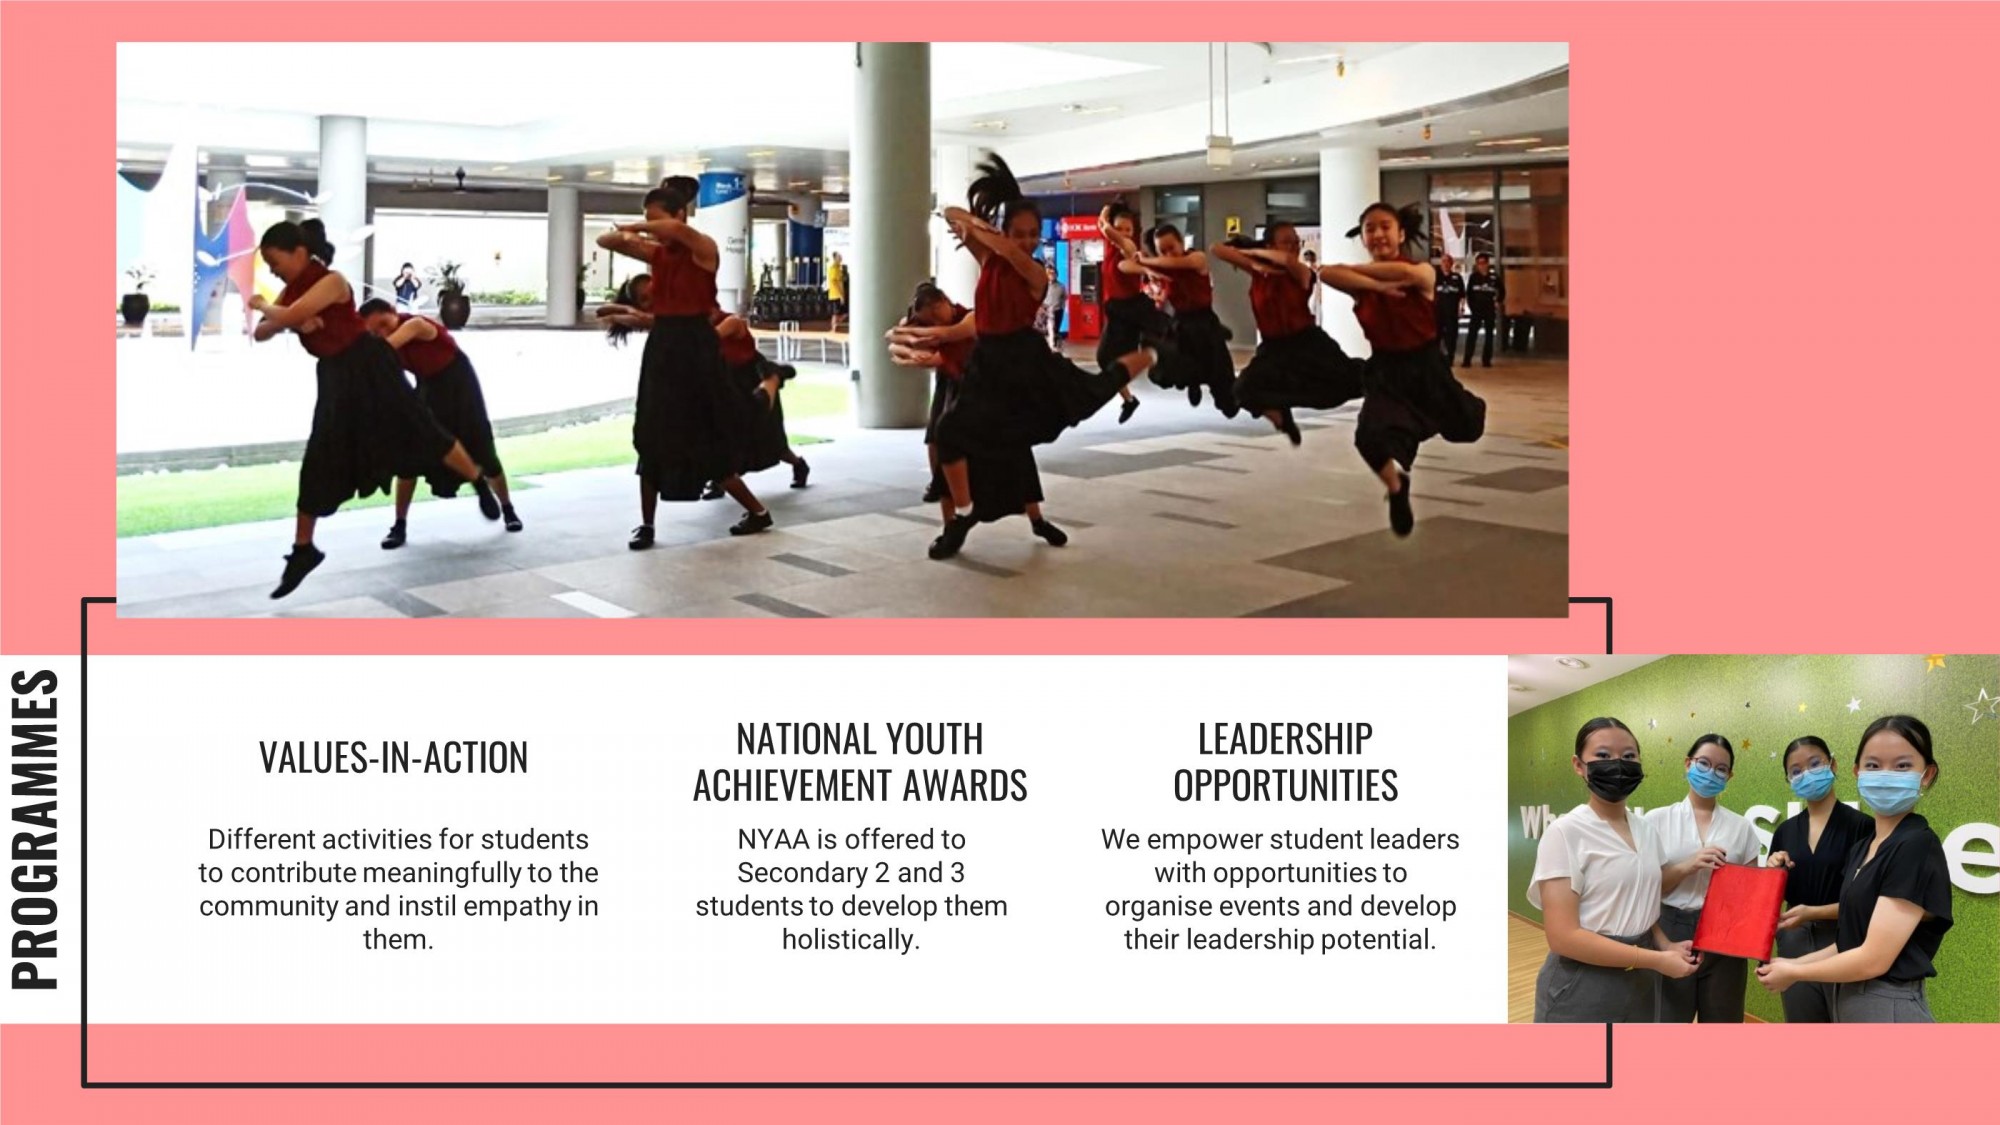 PROGRAMMES
VALUES-IN-ACTION
Different activities for students
to contribute meaningfully to the
community and instil empathy in
them.
NATIONAL YOUTH
ACHIEVEMENT AWARDS
NYAA is offered to
Secondary 2 and 3
students to develop them
holistically.
LEADERSHIP
OPPORTUNITIES
We empower student leaders
with opportunities to
organise events and develop
their leadership potential.